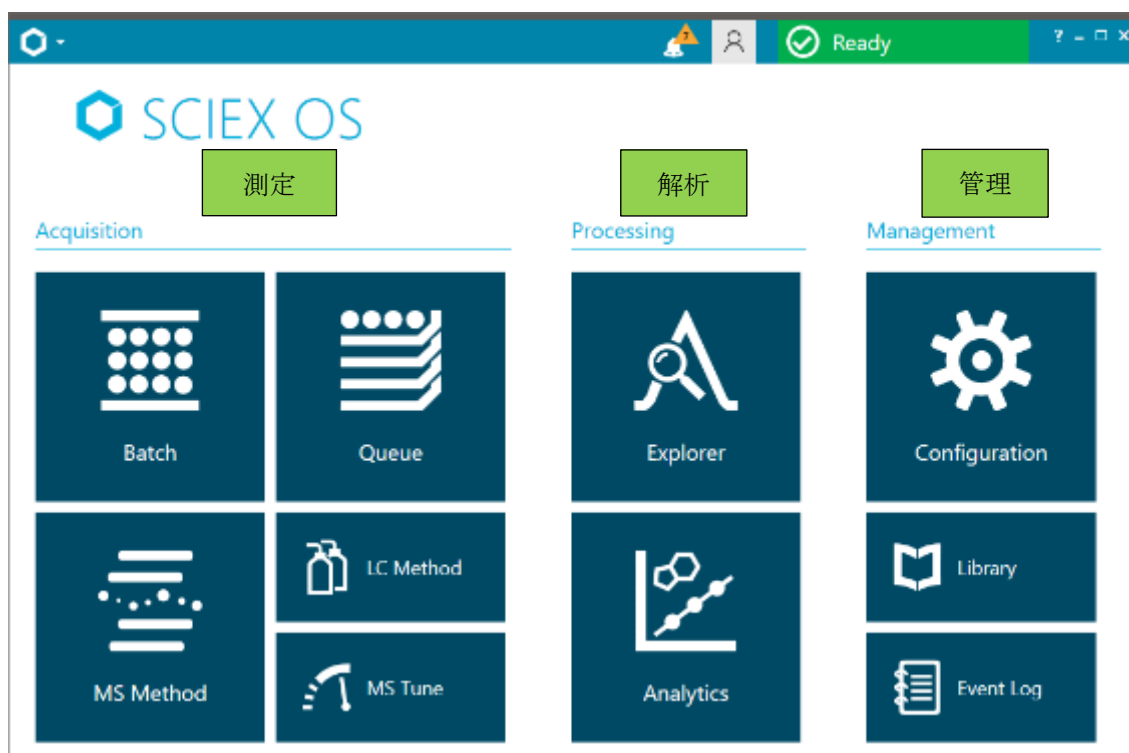 Ready
? - □ ×
SCIEX OS
測定
解析
管理
Acquisition
Processing
Management
Batch
Queue
Explorer
Configuration
LC Method
Library
MS Method
MS Tune
Analytics
Event Log